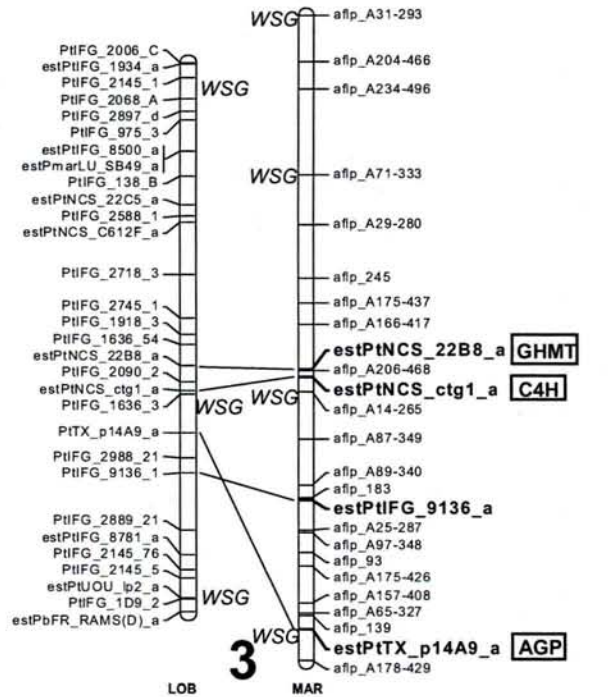 PtIFG_2006_C
estPtIFG_1934_a
PtIFG_2145_1
PtIFG_2068_A
PtIFG_2897_d
PtIFG_975_3
estPtIFG_8500_a
estPmarLU_SB49_a
PtIFG_138_B
estPtNCS_22C5_a
PtIFG_2588_1
estPtNCS_C612F_a
PtIFG_2718_3
PtIFG_2745_1
PtIFG_1918_3
PtIFG_1636_54
estPtNCS_22B8_a
PtIFG_2090_2
estPtNCS_ctg1_a
PtIFG_1636_3
PtTX_p14A9_a
PtIFG_2988_21
PtIFG_9136_1
PtIFG_2889_21
estPtIFG_8781_a
PtIFG_2145_76
PtIFG_2145_5
estPtUOU_lp2_a
PtIFG_1D9_2
estPbFR_RAMS(D)_a
WSG
WSG
WSG
LOB
3
WSG
WSG
WSG
WSG
aflp_A31-293
aflp_A204-466
aflp_A234-496
aflp_A71-333
aflp_A29-280
aflp_245
aflp_A175-437
aflp_A166-417
estPtNCS_22B8_a GHMT
aflp_A206-468
estPtNCS_ctg1_a C4H
aflp_A14-265
aflp_A87-349
aflp_A89-340
aflp_183
estPtIFG_9136_a
aflp_A25-287
aflp_A97-348
aflp_93
aflp_A175-426
aflp_A157-408
aflp_A65-327
aflp_139
estPtTX_p14A9_a AGP
aflp_A178-429
MAR